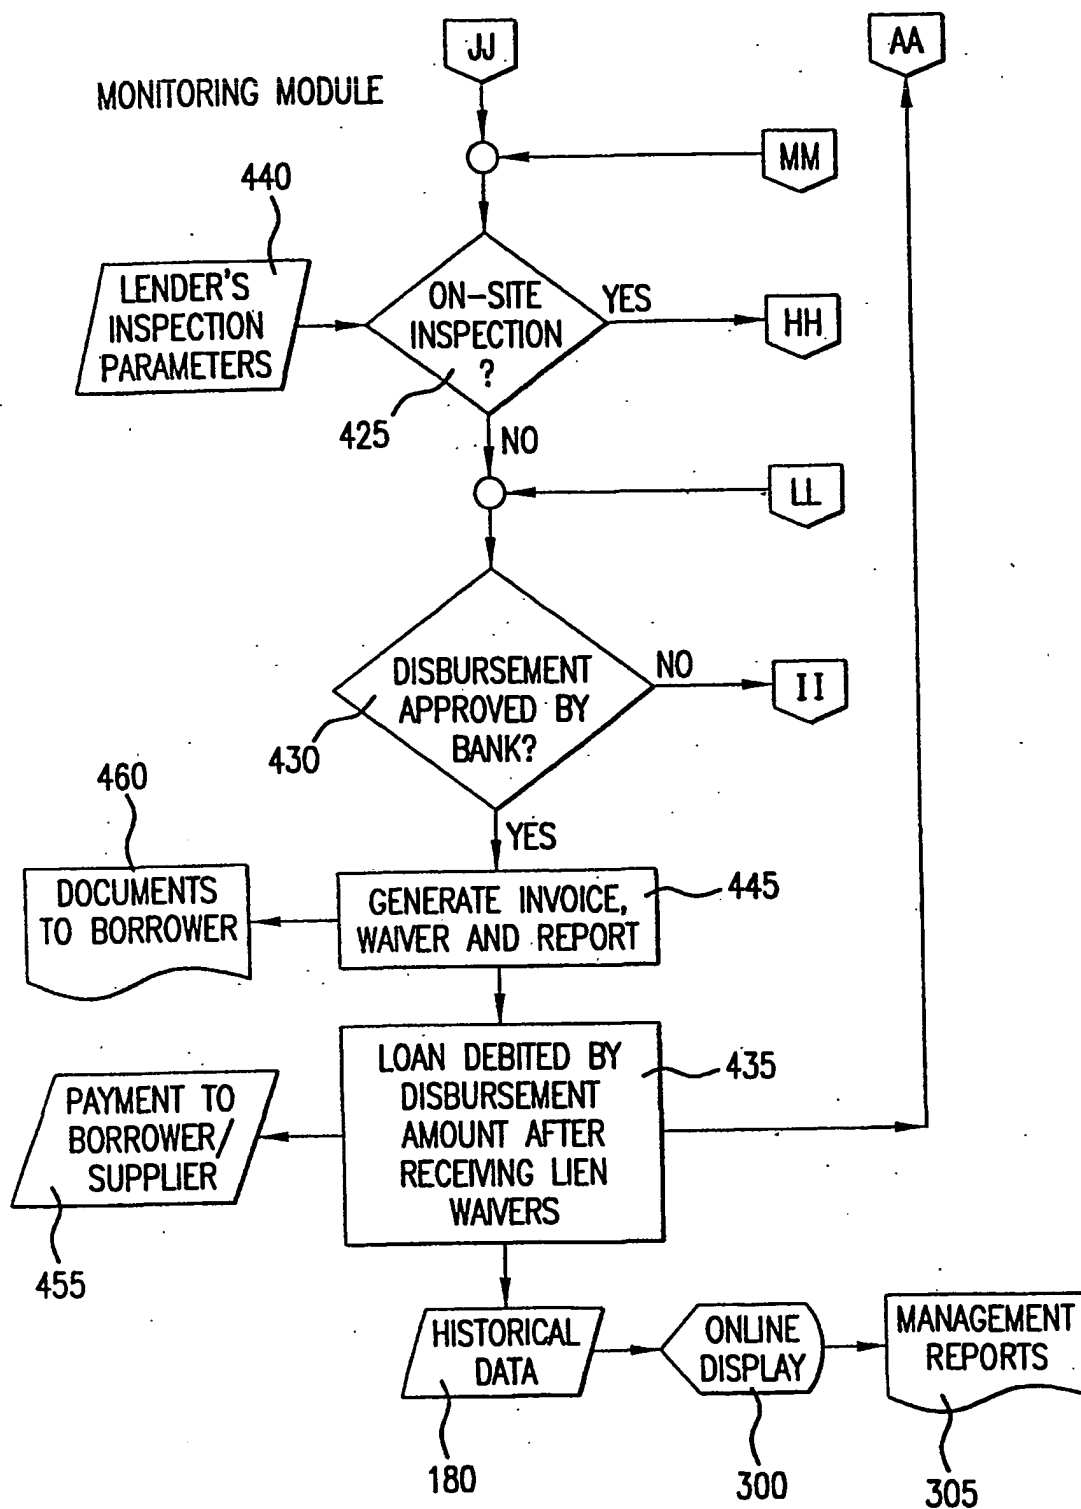 JJ
AA
MONITORING MODULE
MM
440
LENDER'S
INSPECTION
PARAMETERS
ON-SITE
INSPECTION
?
YES
HH
425
NO
LL
DISBURSEMENT
APPROVED BY
BANK?
NO
II
430
460
YES
DOCUMENTS
TO BORROWER
GENERATE INVOICE,
WAIVER AND REPORT
445
LOAN DEBITED BY
DISBURSEMENT
AMOUNT AFTER
RECEIVING LIEN
WAIVERS
435
PAYMENT TO
BORROWER/
SUPPLIER
455
HISTORICAL
DATA
ONLINE
DISPLAY
MANAGEMENT
REPORTS
180
300
305